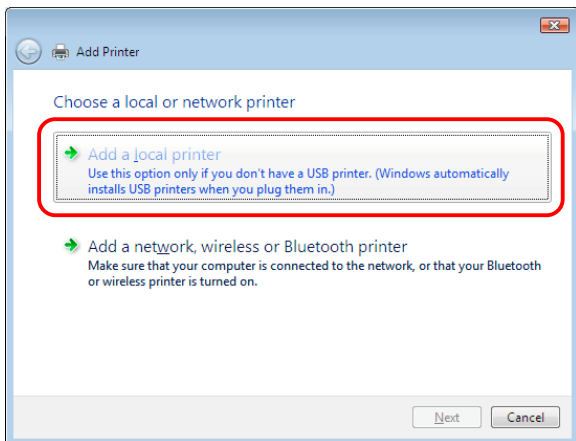 Add Printer
Choose a local or network printer
Add a local printer
Use this option only if you don't have a USB printer. (Windows automatically
installs USB printers when you plug them in.)
Add a network, wireless or Bluetooth printer
Make sure that your computer is connected to the network, or that your Bluetooth
or wireless printer is turned on.
Next Cancel